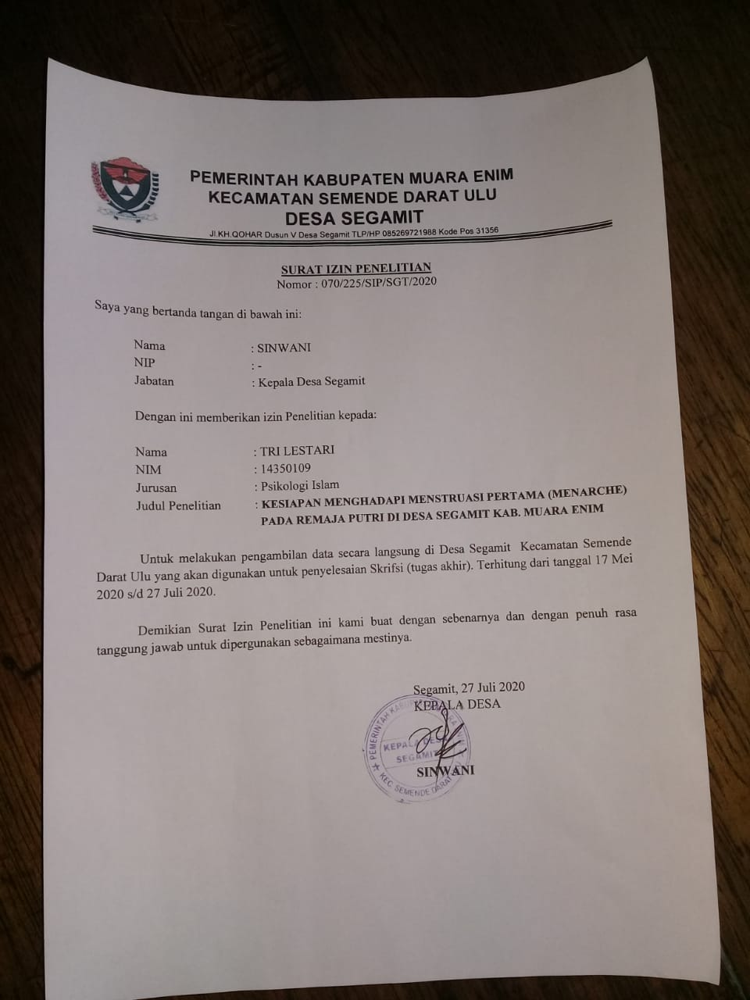 PEMERINTAH KABUPATEN MUARA ENIM
KECAMATAN SEMENDE DARAT ULU
DESA SEGAMIT
Jl.KH.QOHAR Dusun V Desa Segamit TLP/HP 085269721988 Kode Pos 31356
SURAT IZIN PENELITIAN
Nomor : 070/225/SIP/SGT/2020
Saya yang bertanda tangan di bawah ini:
Nama : SINWANI
NIP : -
Jabatan : Kepala Desa Segamit
Dengan ini memberikan izin Penelitian kepada:
Nama : TRI LESTARI
NIM : 14350109
Jurusan : Psikologi Islam
Judul Penelitian : KESIAPAN MENGHADAPI MENSTRUASI PERTAMA (MENARCHE)
PADA REMAJA PUTRI DI DESA SEGAMIT KAB. MUARA ENIM
Untuk melakukan pengambilan data secara langsung di Desa Segamit Kecamatan Semende
Darat Ulu yang akan digunakan untuk penyelesaian Skrifsi (tugas akhir). Terhitung dari tanggal 17 Mei
2020 s/d 27 Juli 2020.
Demikian Surat Izin Penelitian ini kami buat dengan sebenarnya dan dengan penuh rasa
tanggung jawab untuk dipergunakan sebagaimana mestinya.
Segamit, 27 Juli 2020
KEPALA DESA
PEMERINTAH KABUPATEN MUARA ENIM
KEPALA DESA
SEGAMIT
KEC SEMENDE DARAT
SINWANI